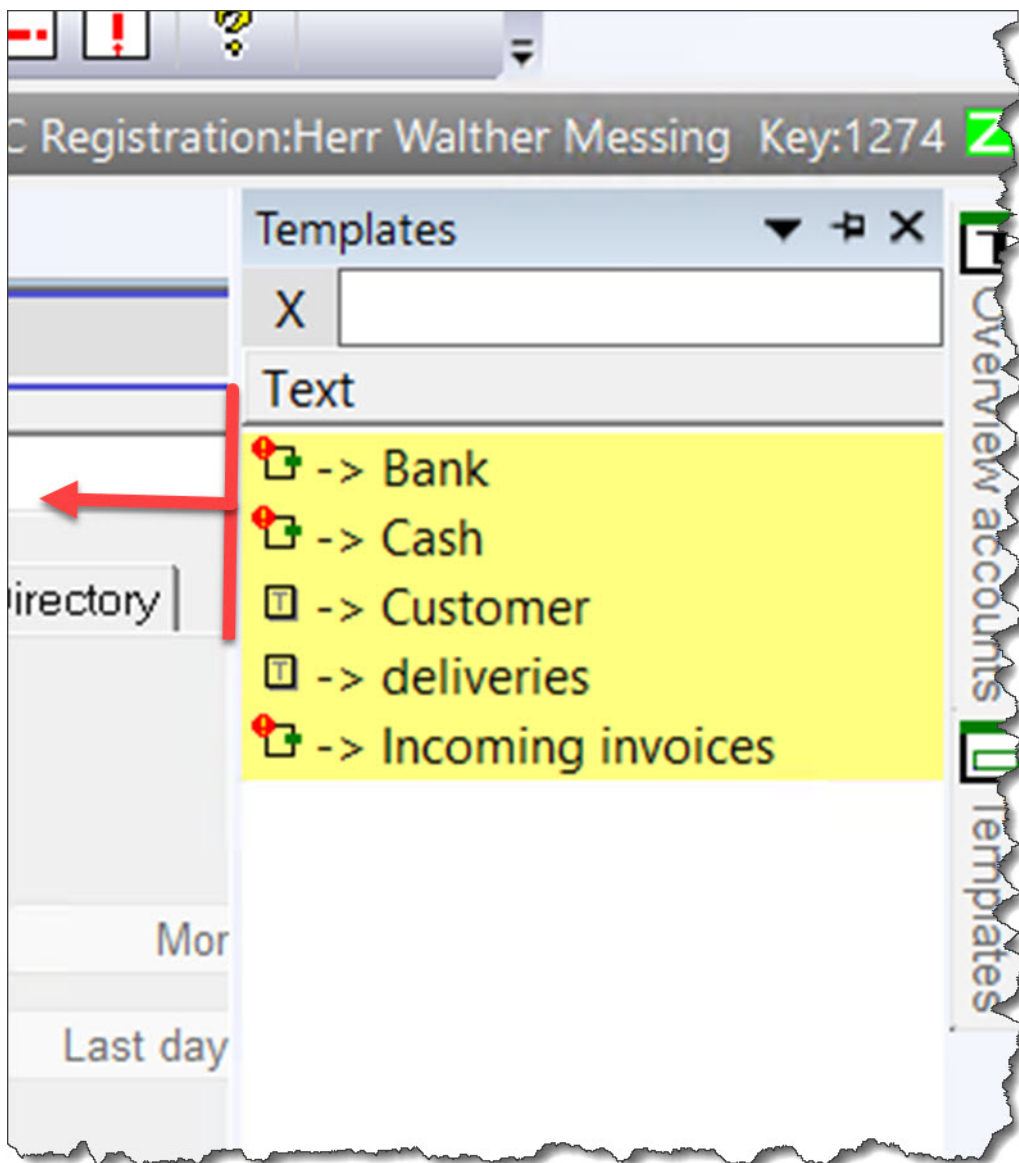 C Registration:Herr Walther Messing Key:1274 Z
Templates
X
Text
-> Bank
-> Cash
T -> Customer
T -> deliveries
-> Incoming invoices
Directory
Mor
Last day
Overview accounts
Templates